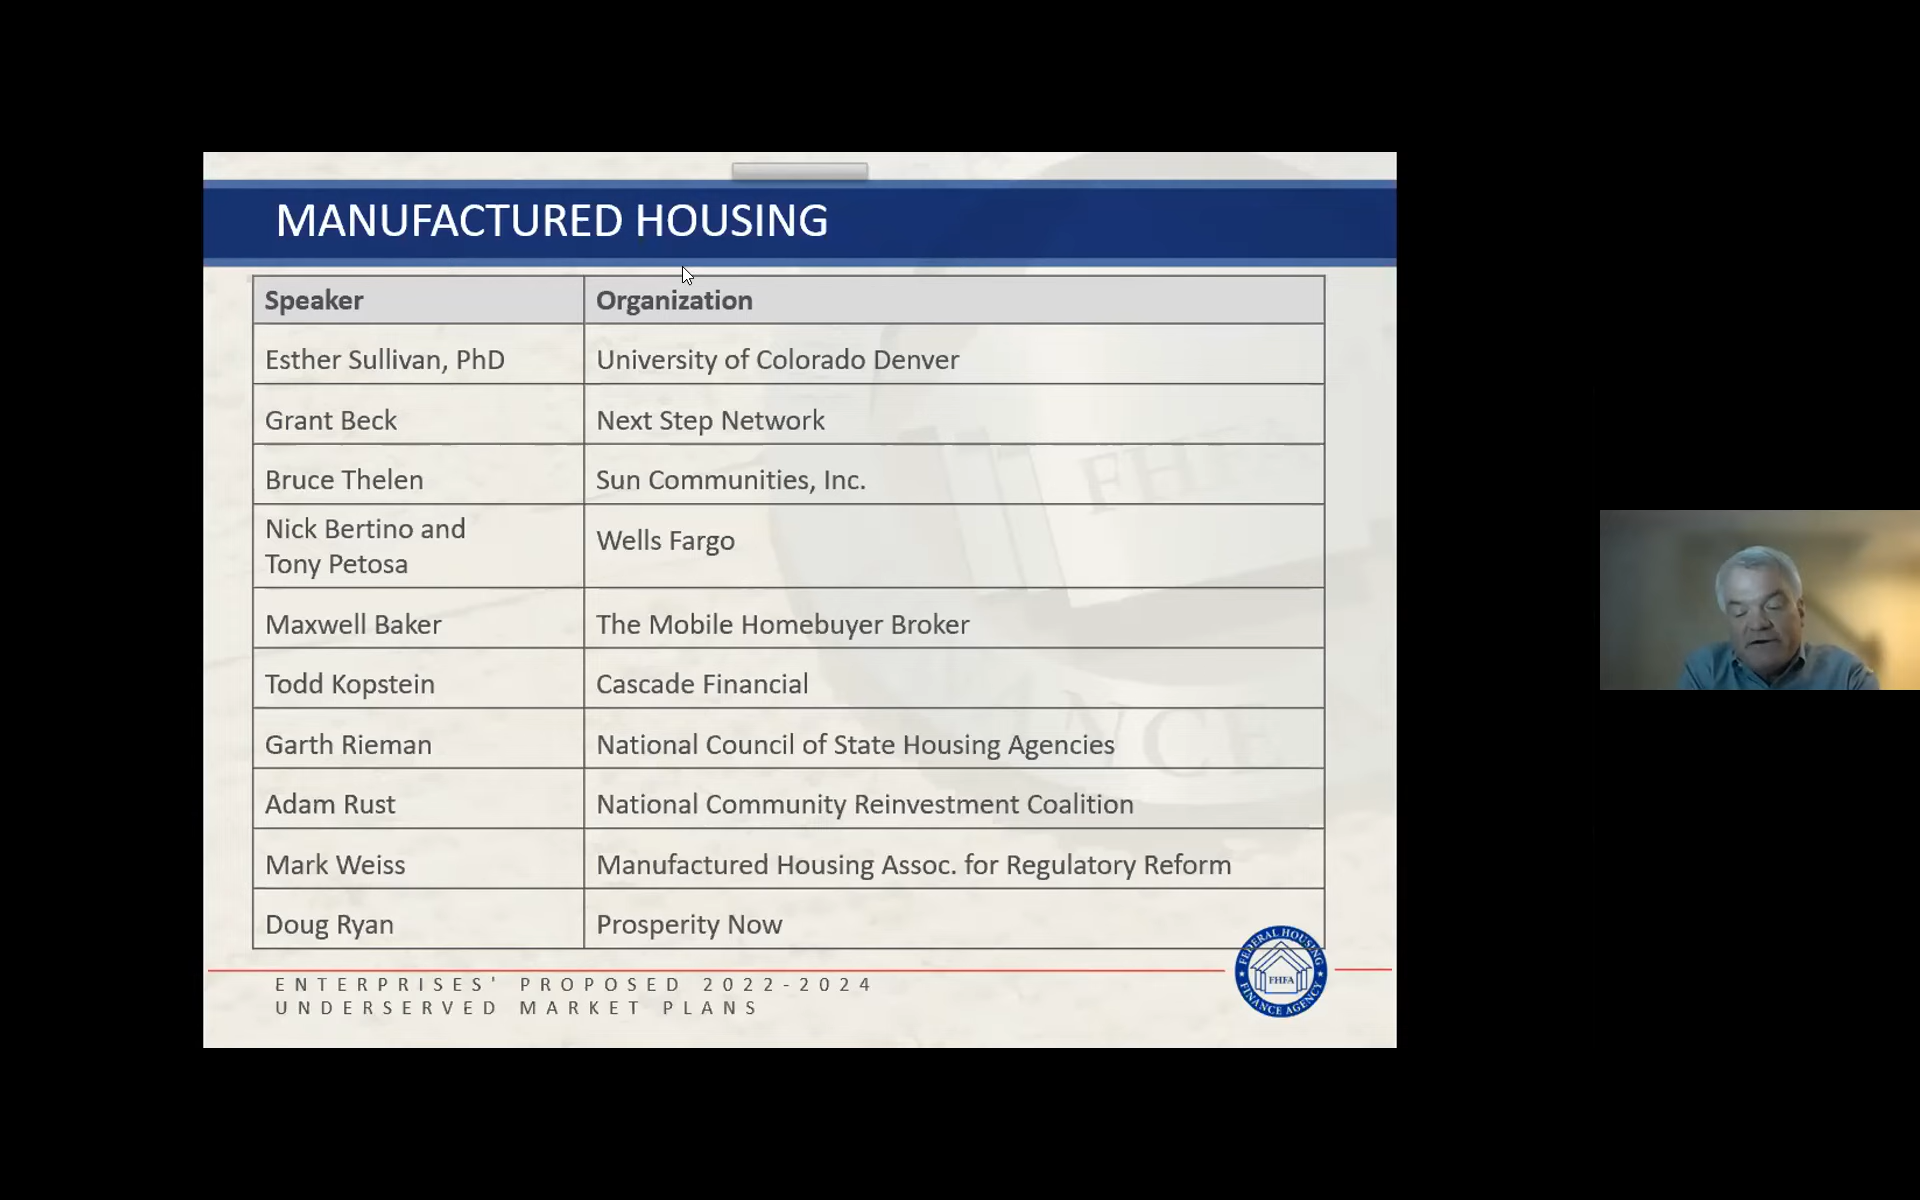 MANUFACTURED HOUSING
Speaker Organization
Esther Sullivan, PhD University of Colorado Denver
Grant Beck Next Step Network
Bruce Thelen Sun Communities, Inc.
Nick Bertino and
Tony Petosa
Wells Fargo
Maxwell Baker The Mobile Homebuyer Broker
Todd Kopstein Cascade Financial
Garth Rieman National Council of State Housing Agencies
Adam Rust National Community Reinvestment Coalition
Mark Weiss Manufactured Housing Assoc. for Regulatory Reform
Doug Ryan Prosperity Now
ENTERPRISES' PROPOSED 2022-2024
UNDERSERVED MARKET PLANS
FEDERAL HOUSING
FHFA
FINANCE AGENCY
FHFA
NCE